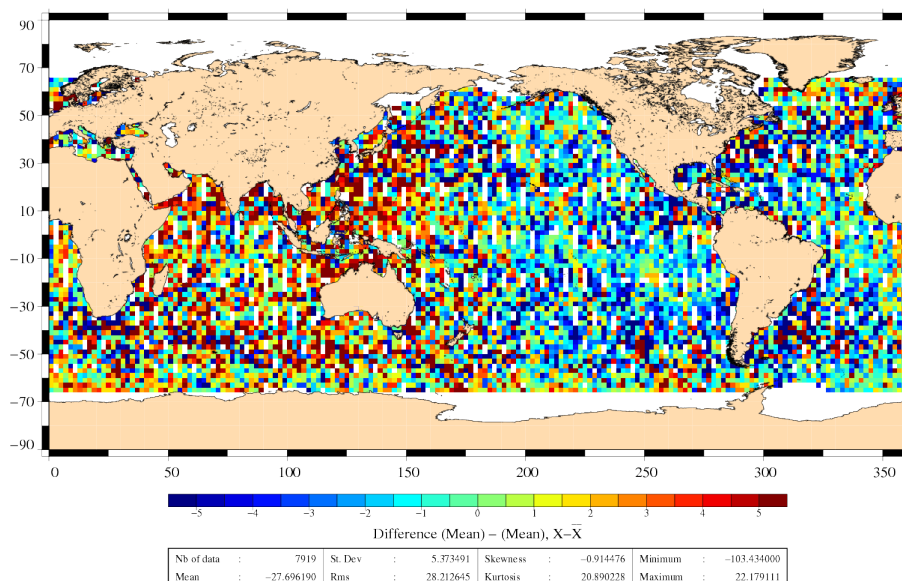 90
70
50
30
10
−10
−30
−50
−70
−90
0 50 100 150 200 250 300 350
−5 −4 −3 −2 −1 0 1 2 3 4 5
Difference (Mean) − (Mean), X−X̄
Nb of data : 7919 St. Dev : 5.373491 Skewness : −0.914476 Minimum : −103.434000
Mean : −27.696190 Rms : 28.212645 Kurtosis : 20.890228 Maximum : 22.179111